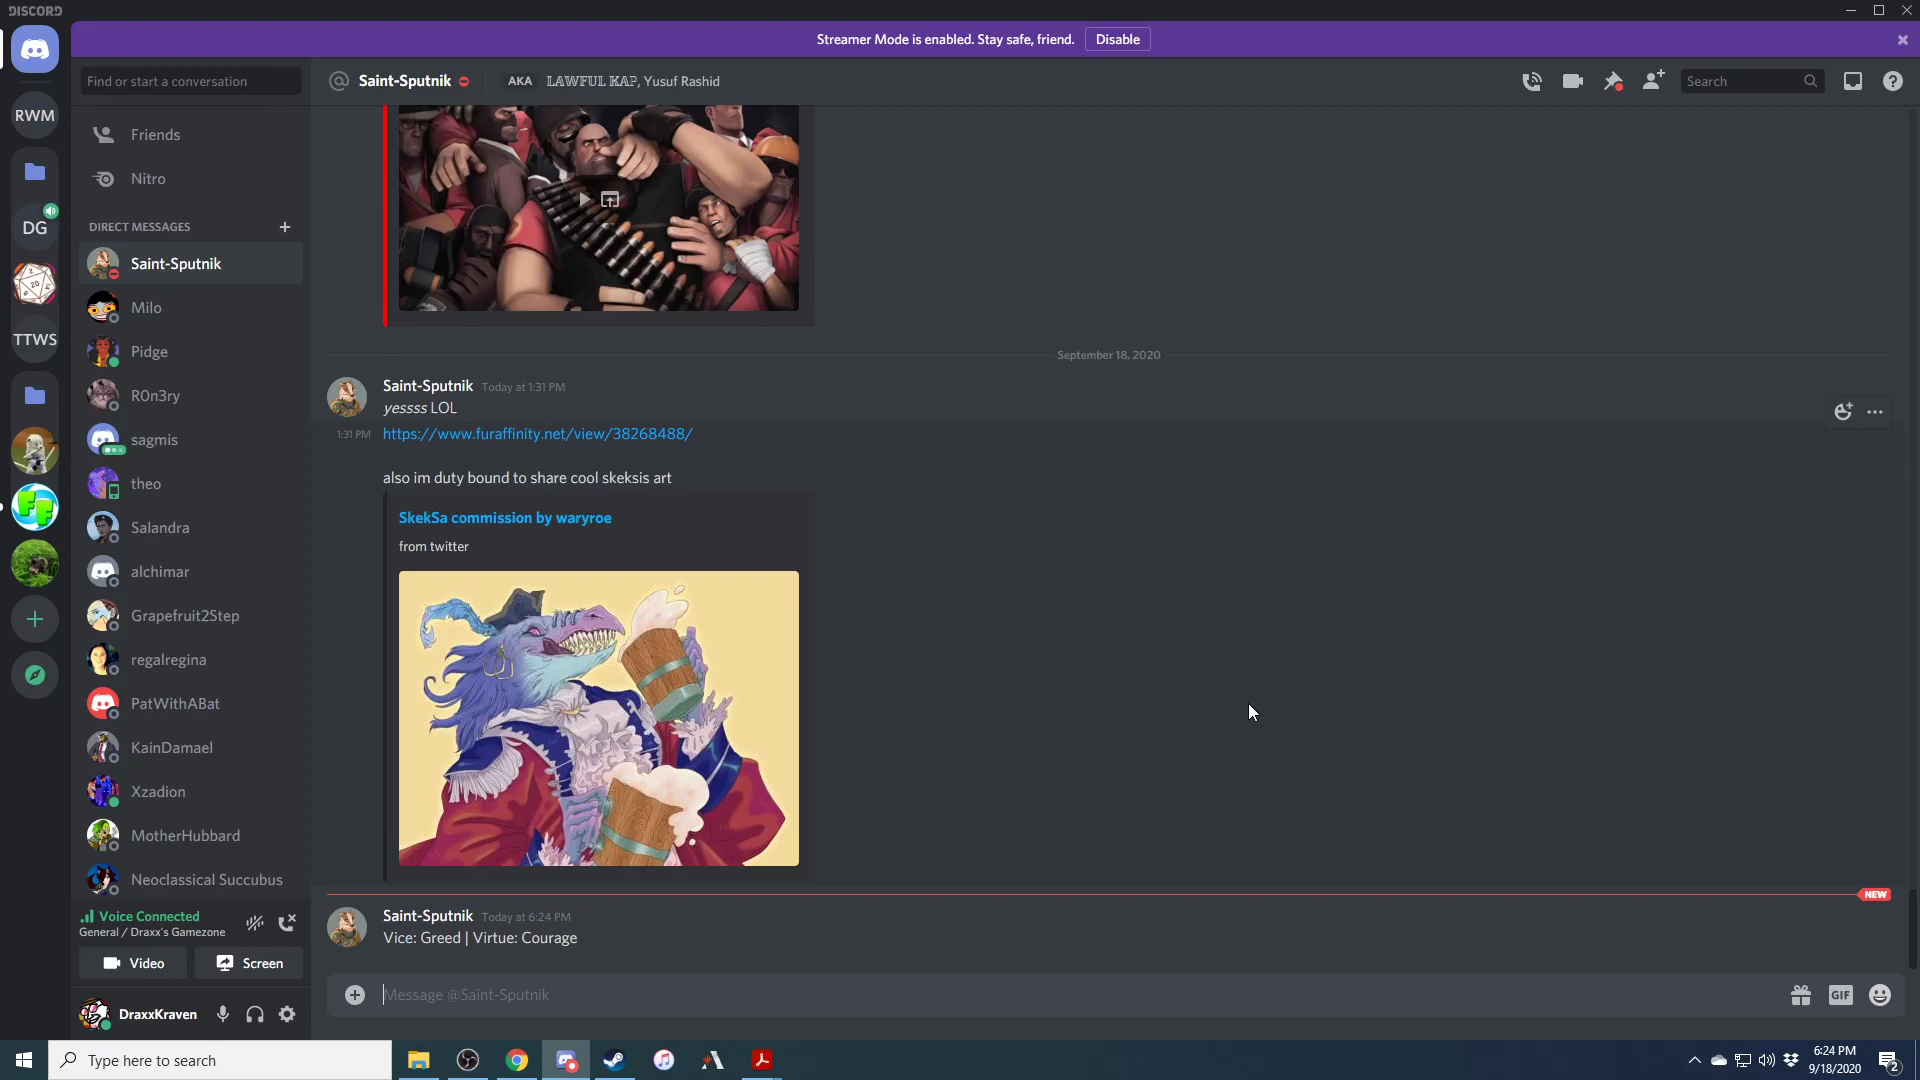 DISCORD
Streamer Mode is enabled. Stay safe, friend.
Disable
Find or start a conversation
Saint-Sputnik
AKA
𝕃𝔸𝕎𝔽𝕌𝕃 𝕂𝔸ℙ, Yusuf Rashid
Search
RWM
DG
20
TTWS
FF
Friends
Nitro
DIRECT MESSAGES
Saint-Sputnik
Milo
Pidge
R0n3ry
sagmis
theo
Salandra
alchimar
Grapefruit2Step
regalregina
PatWithABat
KainDamael
Xzadion
MotherHubbard
Neoclassical Succubus
Voice Connected
General / Draxx's Gamezone
Video
Screen
DraxxKraven
September 18, 2020
Saint-Sputnik Today at 1:31 PM
yessss LOL
1:31 PM https://www.furaffinity.net/view/38268488/
also im duty bound to share cool skeksis art
SkekSa commission by waryroe
from twitter
NEW
Saint-Sputnik Today at 6:24 PM
Vice: Greed | Virtue: Courage
Message @Saint-Sputnik
GIF
Type here to search
6:24 PM
9/18/2020
2